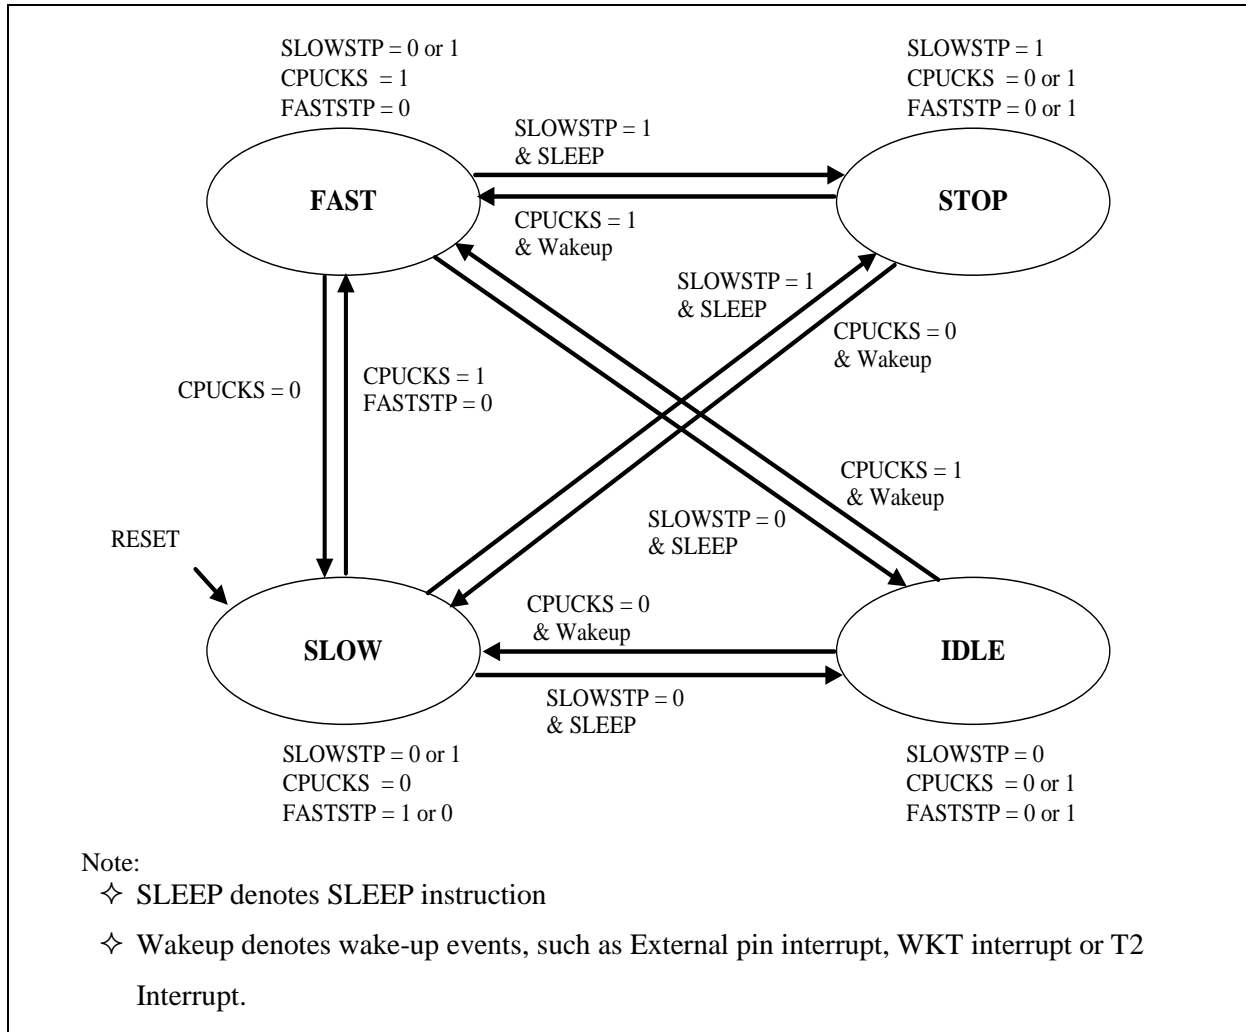 SLOWSTP = 0 or 1
CPUCKS = 1
FASTSTP = 0
SLOWSTP = 1
CPUCKS = 0 or 1
FASTSTP = 0 or 1
SLOWSTP = 1
& SLEEP
FAST
STOP
CPUCKS = 1
& Wakeup
SLOWSTP = 1
& SLEEP
CPUCKS = 0
& Wakeup
CPUCKS = 0
CPUCKS = 1
FASTSTP = 0
CPUCKS = 1
& Wakeup
SLOWSTP = 0
& SLEEP
RESET
CPUCKS = 0
& Wakeup
SLOW
IDLE
SLOWSTP = 0
& SLEEP
SLOWSTP = 0 or 1
CPUCKS = 0
FASTSTP = 1 or 0
SLOWSTP = 0
CPUCKS = 0 or 1
FASTSTP = 0 or 1
Note:
✧ SLEEP denotes SLEEP instruction
✧ Wakeup denotes wake-up events, such as External pin interrupt, WKT interrupt or T2
Interrupt.